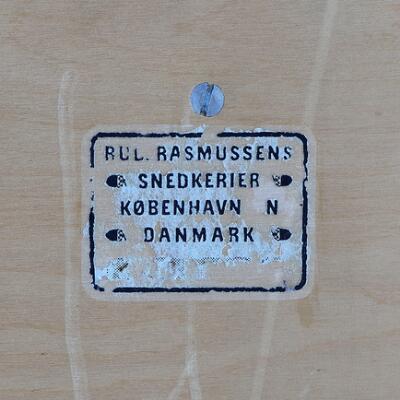 RUD. RASMUSSENS
SNEDKERIER
KØBENHAVN N
DANMARK